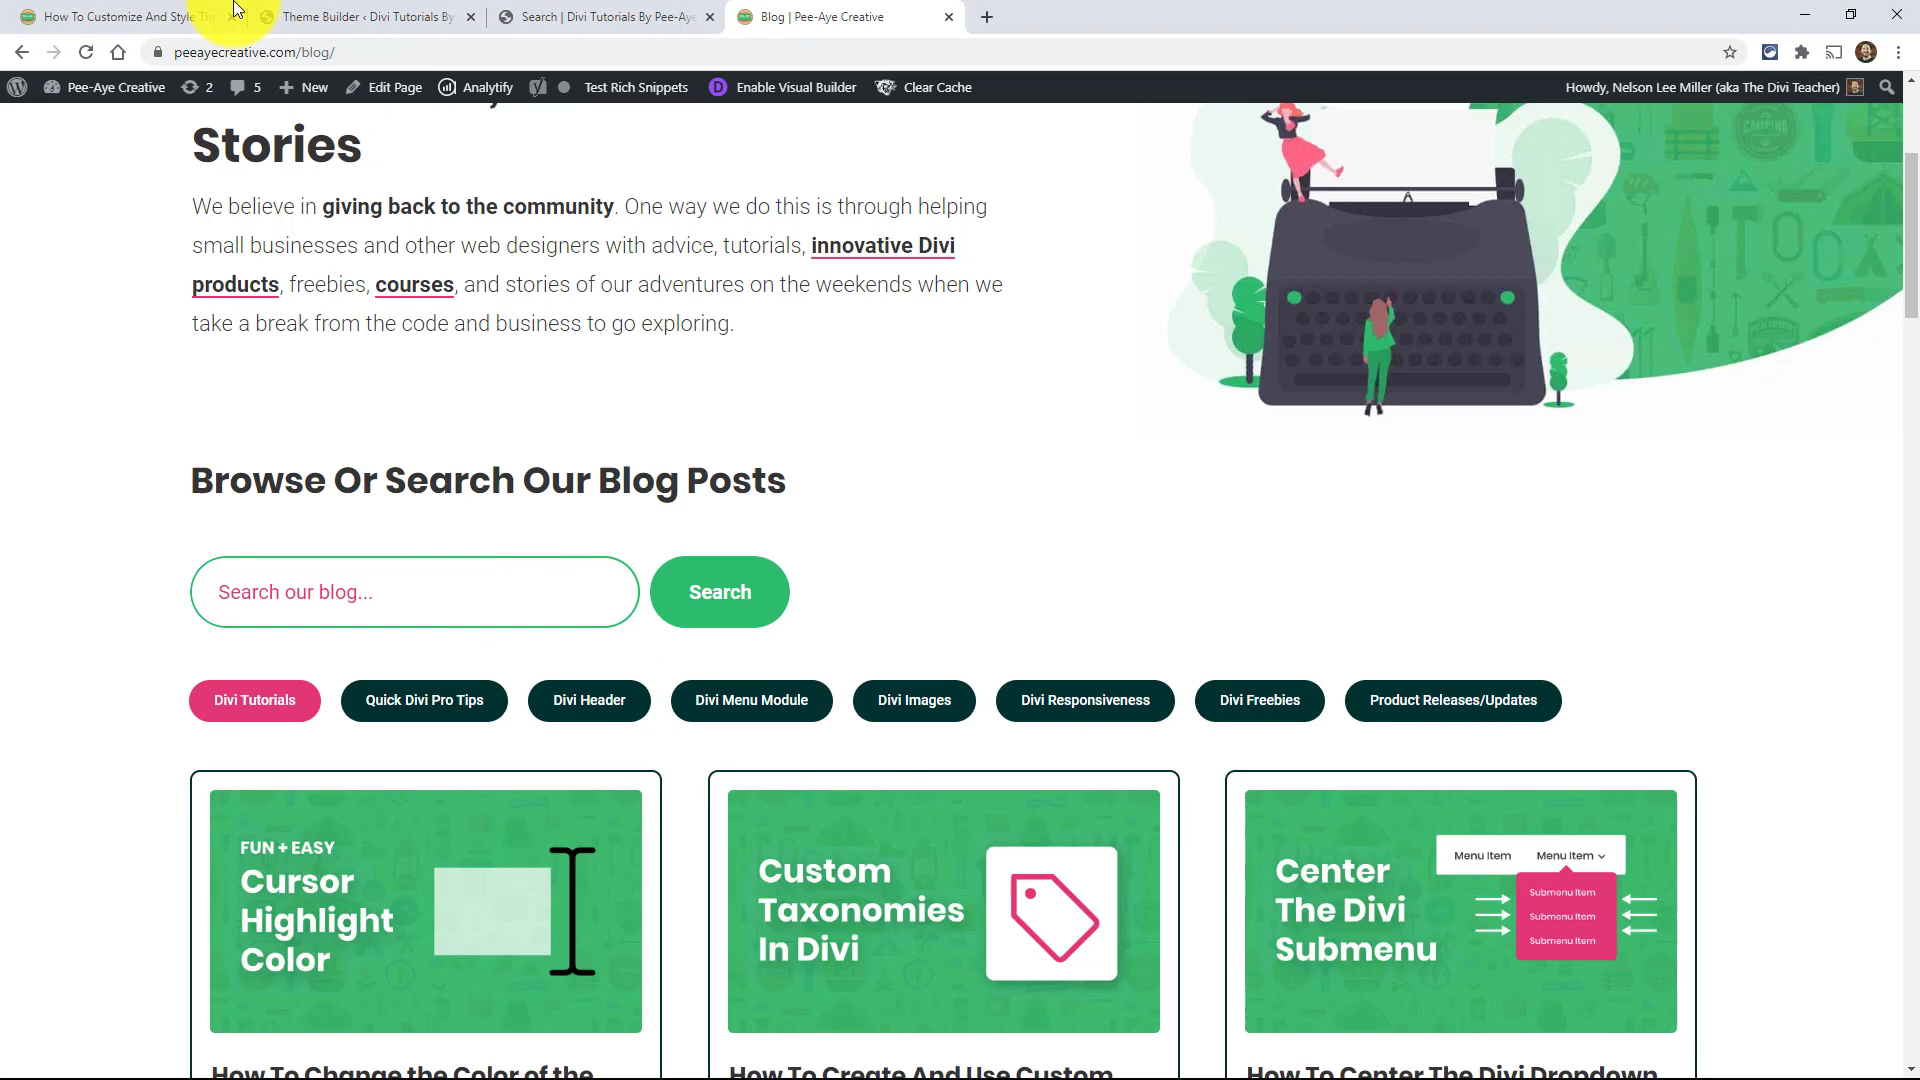 How To Customize And Style The
Theme Builder ‹ Divi Tutorials By
Search | Divi Tutorials By Pee-Aye
Blog | Pee-Aye Creative
peeayecreative.com/blog/
Pee-Aye Creative
2
5
New
Edit Page
Analytify
Test Rich Snippets
Enable Visual Builder
Clear Cache
Howdy, Nelson Lee Miller (aka The Divi Teacher)
Stories
We believe in giving back to the community. One way we do this is through helping
small businesses and other web designers with advice, tutorials, innovative Divi
products, freebies, courses, and stories of our adventures on the weekends when we
take a break from the code and business to go exploring.
CAMPING
Browse Or Search Our Blog Posts
Search our blog...
Search
Divi Tutorials
Quick Divi Pro Tips
Divi Header
Divi Menu Module
Divi Images
Divi Responsiveness
Divi Freebies
Product Releases/Updates
FUN + EASY
Cursor
Highlight
Color
Custom
Taxonomies
In Divi
Center
The Divi
Submenu
Menu Item
Menu Item
Submenu Item
Submenu Item
Submenu Item
How To Change the Color of the
How To Create And Use Custom
How To Center The Divi Dropdown